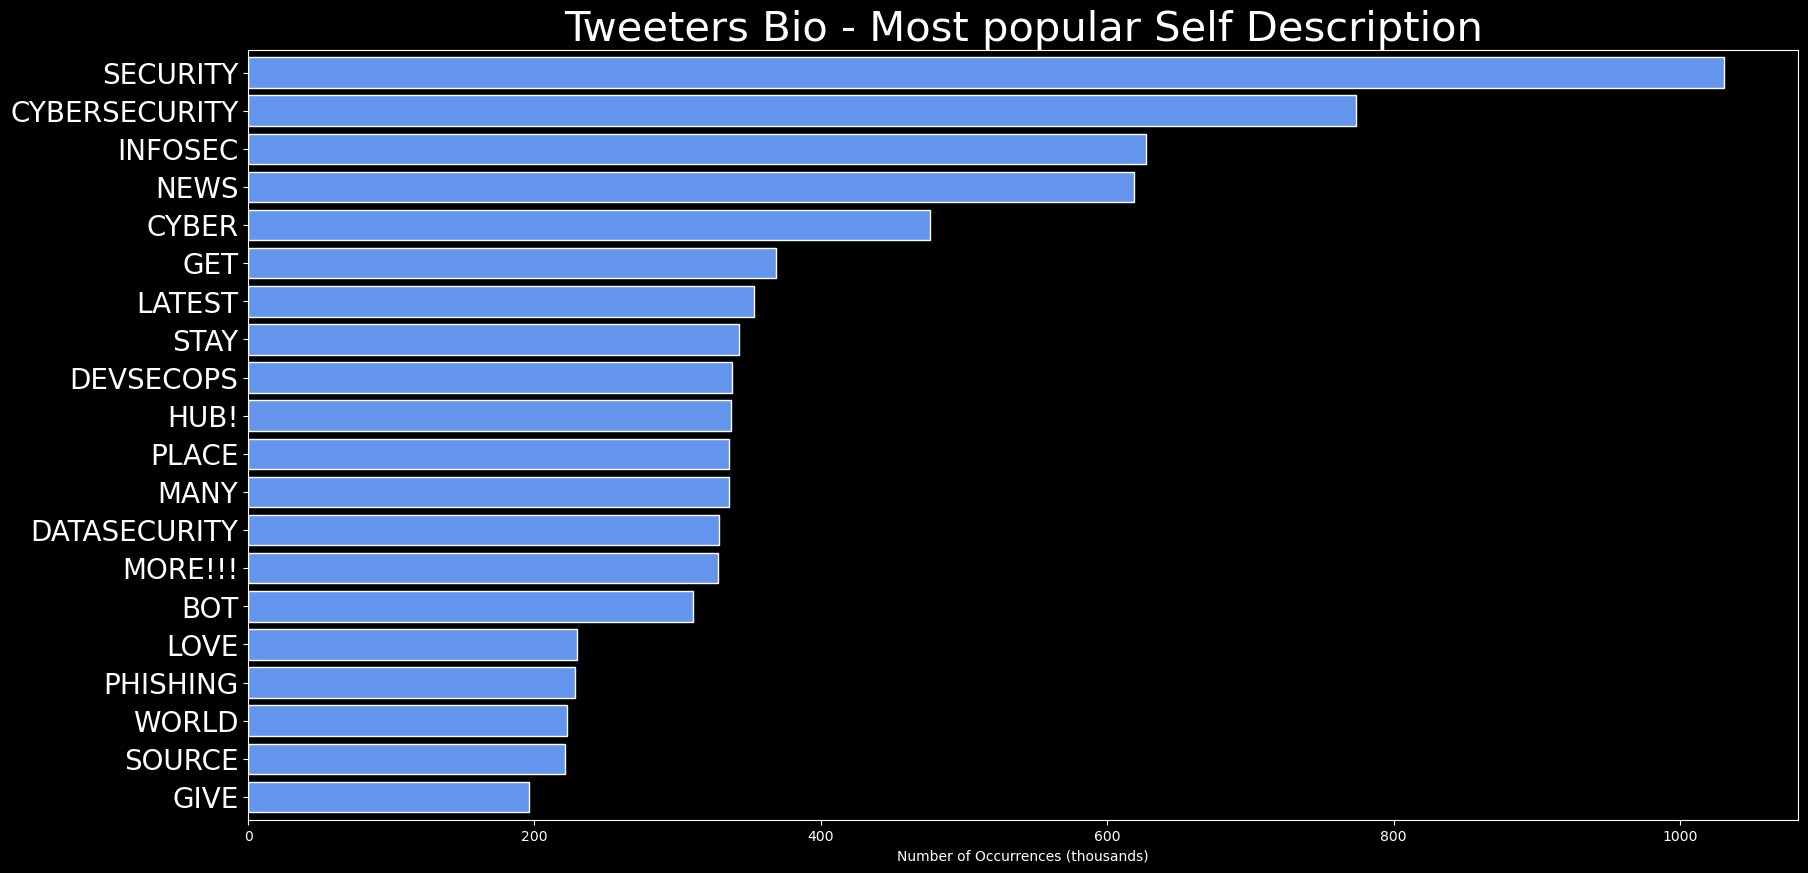 Tweeters Bio - Most popular Self Description
SECURITY
CYBERSECURITY
INFOSEC
NEWS
CYBER
GET
LATEST
STAY
DEVSECOPS
HUB!
PLACE
MANY
DATASECURITY
MORE!!!
BOT
LOVE
PHISHING
WORLD
SOURCE
GIVE
0 200 400 600 800 1000
Number of Occurrences (thousands)